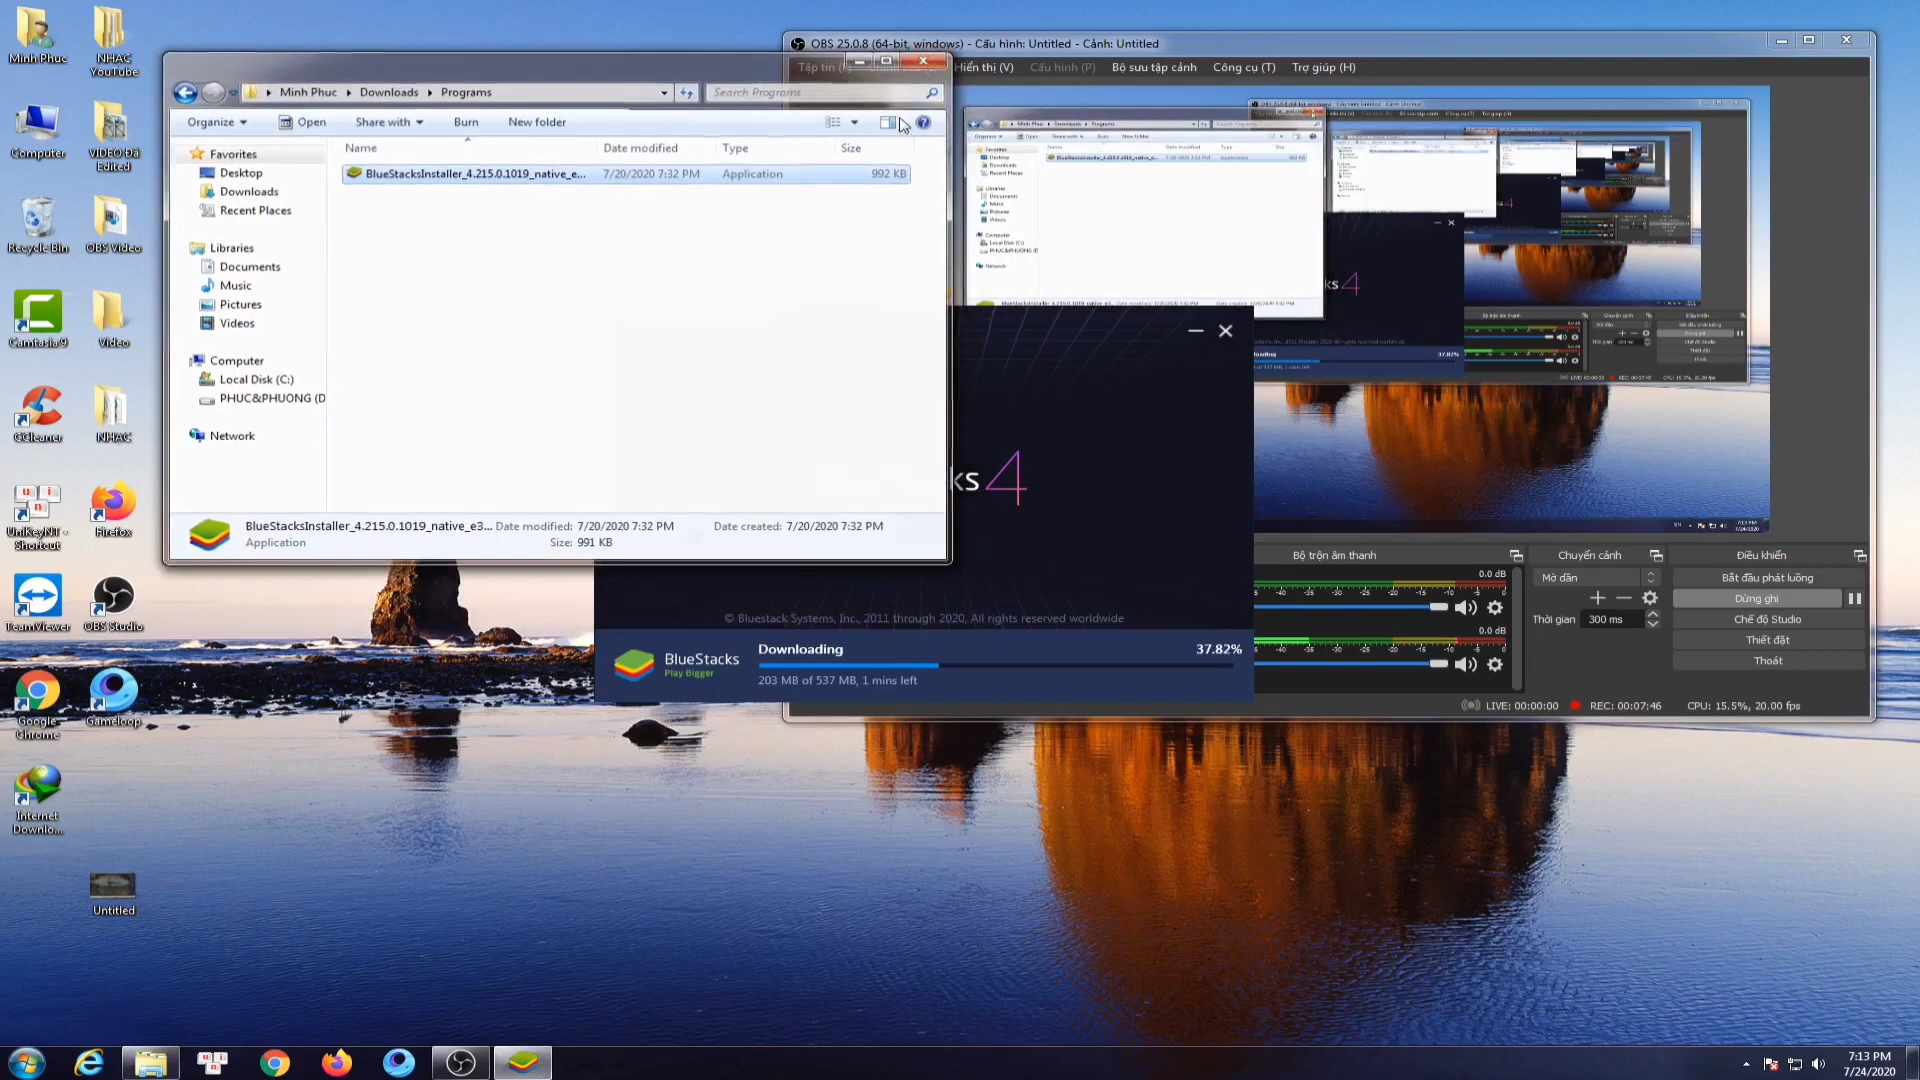 Minh Phuc
NHAC
YouTube
Computer
VIDEO Đã
Edited
Recycle Bin
OBS Video
Camtasia 9
Video
CCleaner
NHAC
UniKeyNT -
Shortcut
Firefox
TeamViewer
OBS Studio
Google
Chrome
Gameloop
Internet
Downlo...
Untitled
Minh Phuc
Downloads
Programs
Search Programs
Organize
Open
Share with
Burn
New folder
Favorites
Desktop
Downloads
Recent Places
Libraries
Documents
Music
Pictures
Videos
Computer
Local Disk (C:)
PHUC&PHUONG (D
Network
Name
Date modified
Type
Size
BlueStacksInstaller_4.215.0.1019_native_e...
7/20/2020 7:32 PM
Application
992 KB
BlueStacksInstaller_4.215.0.1019_native_e3...
Date modified: 7/20/2020 7:32 PM
Date created: 7/20/2020 7:32 PM
Application
Size: 991 KB
OBS 25.0.8 (64-bit, windows) - Cấu hình: Untitled - Cảnh: Untitled
Tập tin
Hiển thị (V)
Cấu hình (P)
Bộ sưu tập cảnh
Công cụ (T)
Trợ giúp (H)
ks 4
© Bluestack Systems, Inc., 2011 through 2020, All rights reserved worldwide
BlueStacks
Play Bigger
Downloading
37.82%
203 MB of 537 MB, 1 mins left
Bộ trộn âm thanh
0.0 dB
0.0 dB
Chuyển cảnh
Mờ dần
Thời gian
300 ms
Điều khiển
Bắt đầu phát luồng
Dừng ghi
Chế độ Studio
Thiết đặt
Thoát
LIVE: 00:00:00
REC: 00:07:46
CPU: 15.5%, 20.00 fps
7:13 PM
7/24/2020